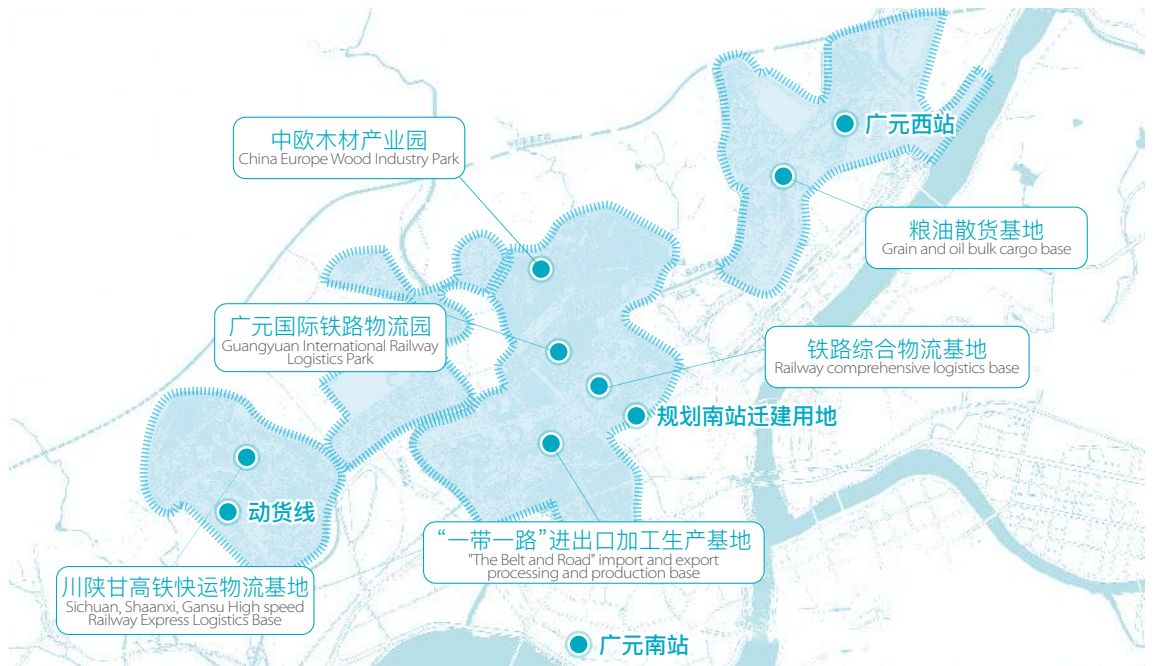 广元西站
中欧木材产业园
China Europe Wood Industry Park
粮油散货基地
Grain and oil bulk cargo base
广元国际铁路物流园
Guangyuan International Railway
Logistics Park
铁路综合物流基地
Railway comprehensive logistics base
规划南站迁建用地
动货线
“一带一路”进出口加工生产基地
"The Belt and Road" import and export
processing and production base
川陕甘高铁快运物流基地
Sichuan, Shaanxi, Gansu High speed
Railway Express Logistics Base
广元南站